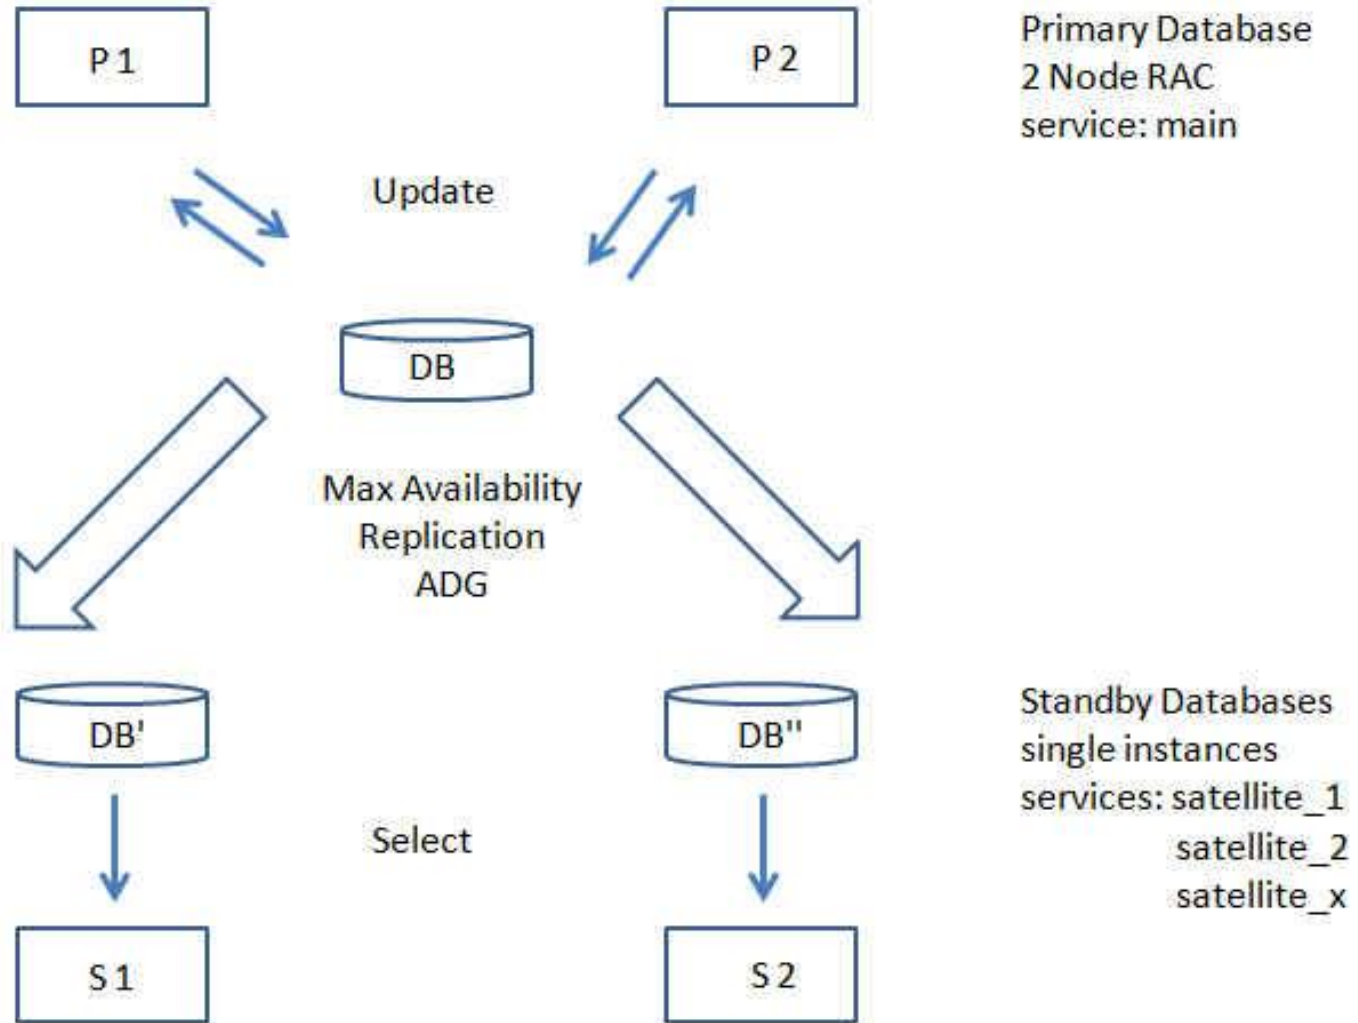 P 1
P 2
Primary Database
2 Node RAC
service: main
Update
DB
Max Availability
Replication
ADG
DB'
DB"
Standby Databases
single instances
services: satellite_1
satellite_2
satellite_x
Select
S 1
S 2